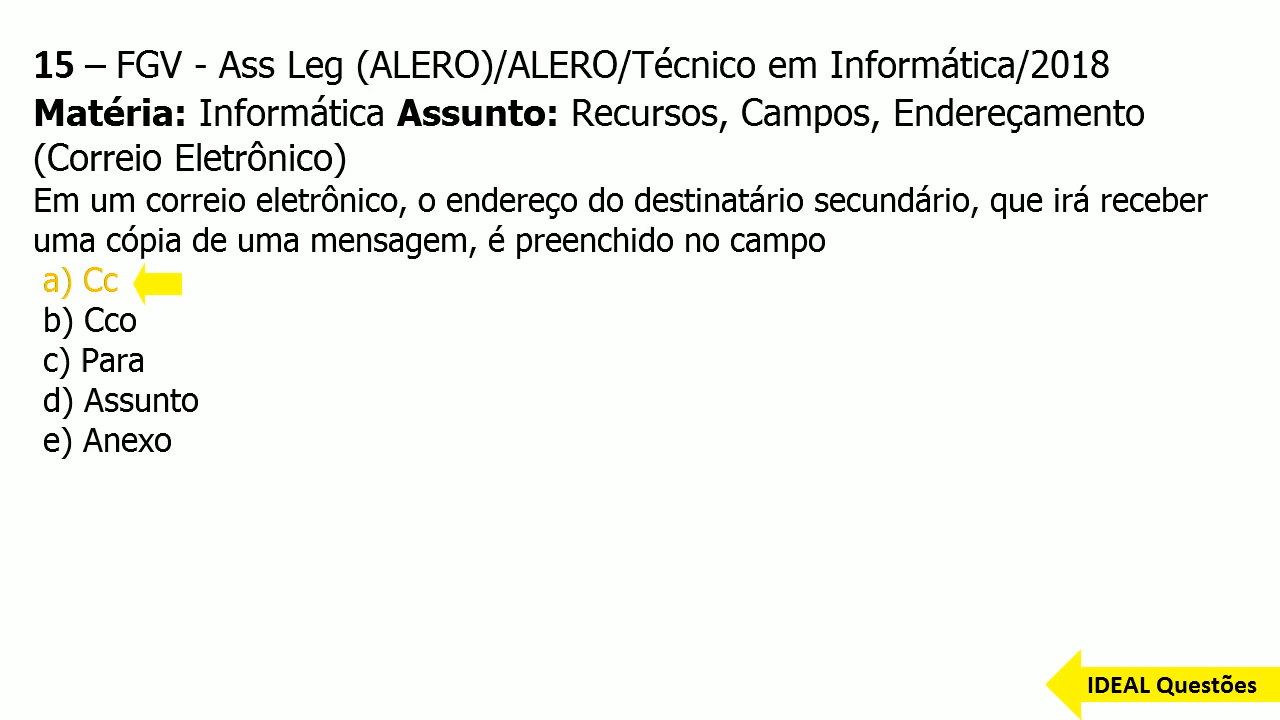 15 – FGV - Ass Leg (ALERO)/ALERO/Técnico em Informática/2018
Matéria: Informática Assunto: Recursos, Campos, Endereçamento
(Correio Eletrônico)
Em um correio eletrônico, o endereço do destinatário secundário, que irá receber
uma cópia de uma mensagem, é preenchido no campo
a) Cc
b) Cco
c) Para
d) Assunto
e) Anexo
IDEAL Questões